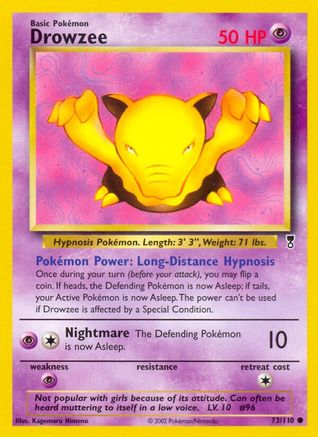 Basic Pokémon
Drowzee 50 HP
Hypnosis Pokémon. Length: 3' 3", Weight: 71 lbs.
Pokémon Power: Long-Distance Hypnosis
Once during your turn (before your attack), you may flip a
coin. If heads, the Defending Pokémon is now Asleep; if tails,
your Active Pokémon is now Asleep. The power can't be used
if Drowzee is affected by a Special Condition.
Nightmare The Defending Pokémon 10
is now Asleep.
weakness resistance retreat cost
Not popular with girls because of its attitude. Can often be
heard muttering to itself in a low voice. LV. 10 #96
Illus. Kagemaru Himeno © 2002 Pokémon/Nintendo 73/110